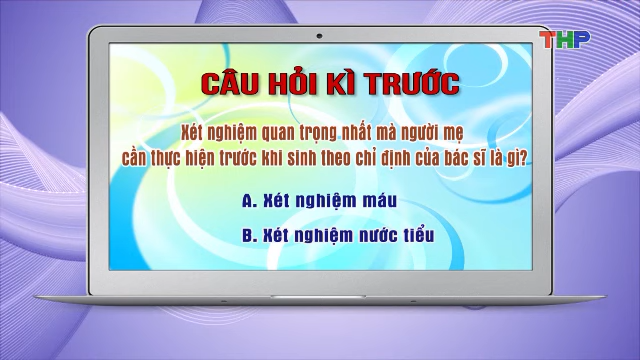 THP
CÂU HỎI KÌ TRƯỚC
Xét nghiệm quan trọng nhất mà người mẹ
cần thực hiện trước khi sinh theo chỉ định của bác sĩ là gì?
A. Xét nghiệm máu
B. Xét nghiệm nước tiểu